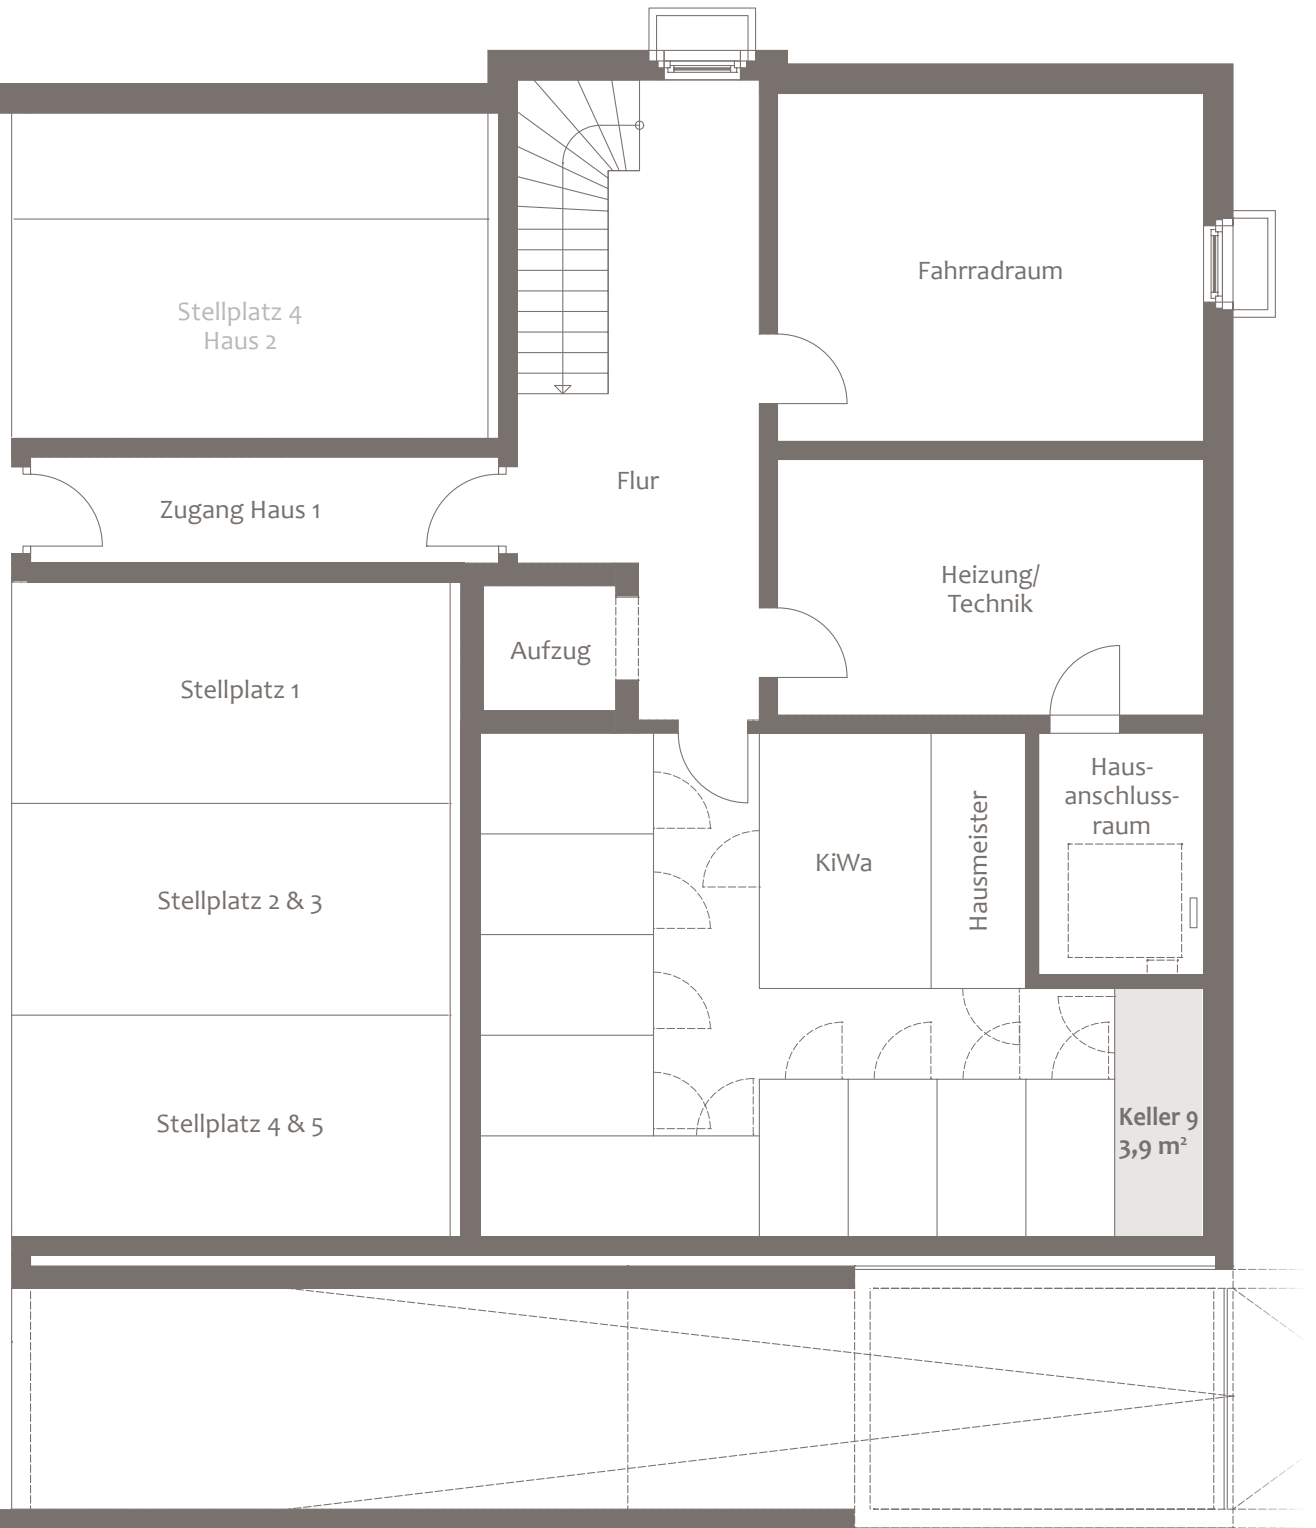 Fahrradraum
Stellplatz 4
Haus 2
Flur
Zugang Haus 1
Heizung/
Technik
Aufzug
Stellplatz 1
Haus-
anschluss-
raum
KiWa
Hausmeister
Stellplatz 2 & 3
Keller 9
3,9 m²
Stellplatz 4 & 5